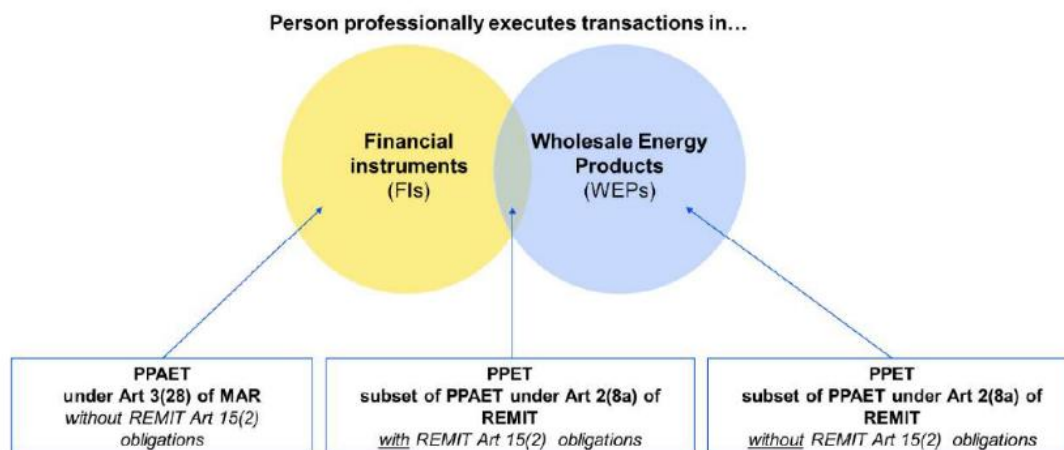 Person professionally executes transactions in...
Financial
instruments
(FIs)
Wholesale Energy
Products
(WEPs)
PPAET
under Art 3(28) of MAR
without REMIT Art 15(2)
obligations
PPET
subset of PPAET under Art 2(8a) of
REMIT
with REMIT Art 15(2) obligations
PPET
subset of PPAET under Art 2(8a) of
REMIT
without REMIT Art 15(2) obligations